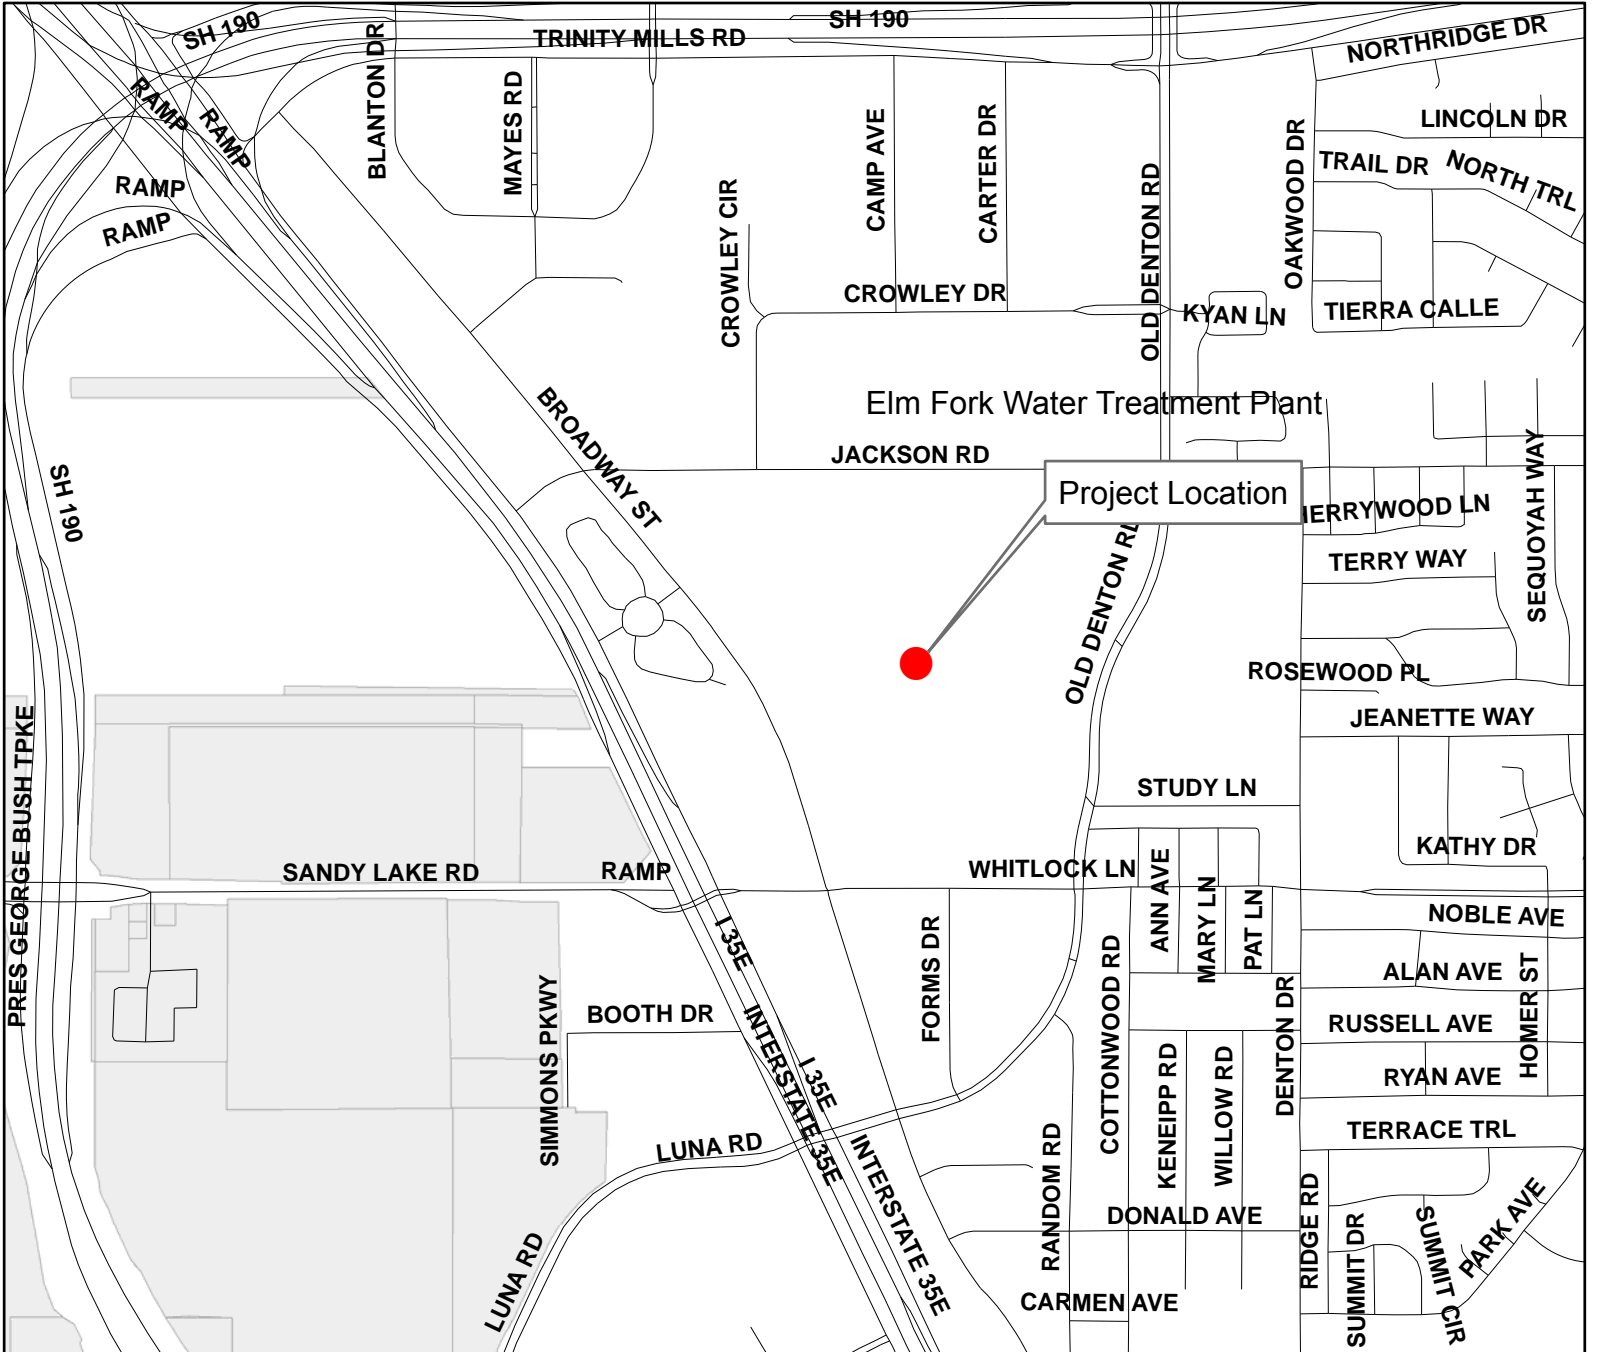 SH 190
SH 190
TRINITY MILLS RD
NORTHRIDGE DR
BLANTON DR
MAYES RD
RAMP
RAMP
RAMP
RAMP
CAMP AVE
CARTER DR
OLD DENTON RD
OAKWOOD DR
LINCOLN DR
TRAIL DR
NORTH TRL
CROWLEY CIR
CROWLEY DR
KYAN LN
TIERRA CALLE
Elm Fork Water Treatment Plant
BROADWAY ST
JACKSON RD
Project Location
HERRYWOOD LN
SEQUOYAH WAY
SH 190
TERRY WAY
OLD DENTON RD
ROSEWOOD PL
JEANETTE WAY
PRES GEORGE BUSH TPKE
STUDY LN
KATHY DR
SANDY LAKE RD
RAMP
WHITLOCK LN
ANN AVE
MARY LN
PAT LN
NOBLE AVE
I 35E
FORMS DR
COTTONWOOD RD
ALAN AVE
HOMER ST
SIMMONS PKWY
BOOTH DR
INTERSTATE 35E
I 35E
DENTON DR
RUSSELL AVE
KENEIPP RD
WILLOW RD
RYAN AVE
LUNA RD
INTERSTATE 35E
RANDOM RD
TERRACE TRL
DONALD AVE
RIDGE RD
SUMMIT DR
SUMMIT CIR
PARK AVE
LUNA RD
CARMEN AVE